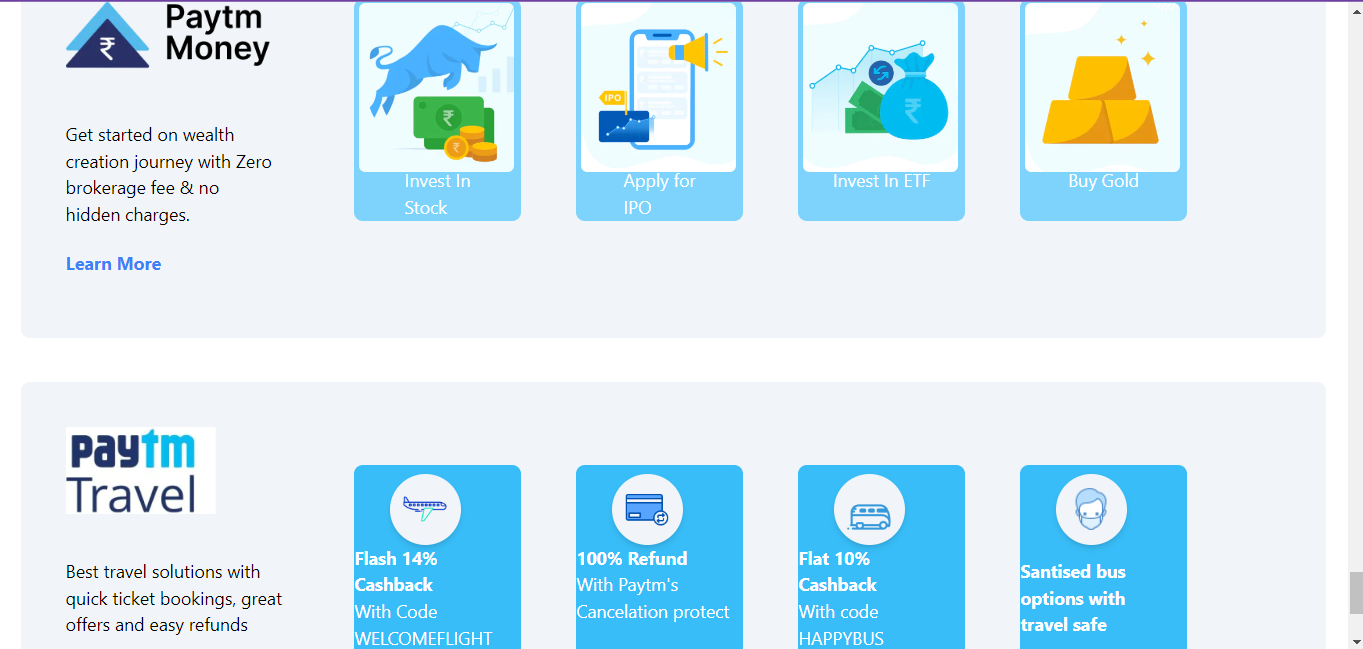 Paytm
Money
Get started on wealth
creation journey with Zero
brokerage fee & no
hidden charges.
Learn More
Invest In
Stock
IPO
Apply for
IPO
Invest In ETF
Buy Gold
paytm
Travel
Best travel solutions with
quick ticket bookings, great
offers and easy refunds
Flash 14%
Cashback
With Code
WELCOMEFLIGHT
100% Refund
With Paytm's
Cancelation protect
Flat 10%
Cashback
With code
HAPPYBUS
Santised bus
options with
travel safe